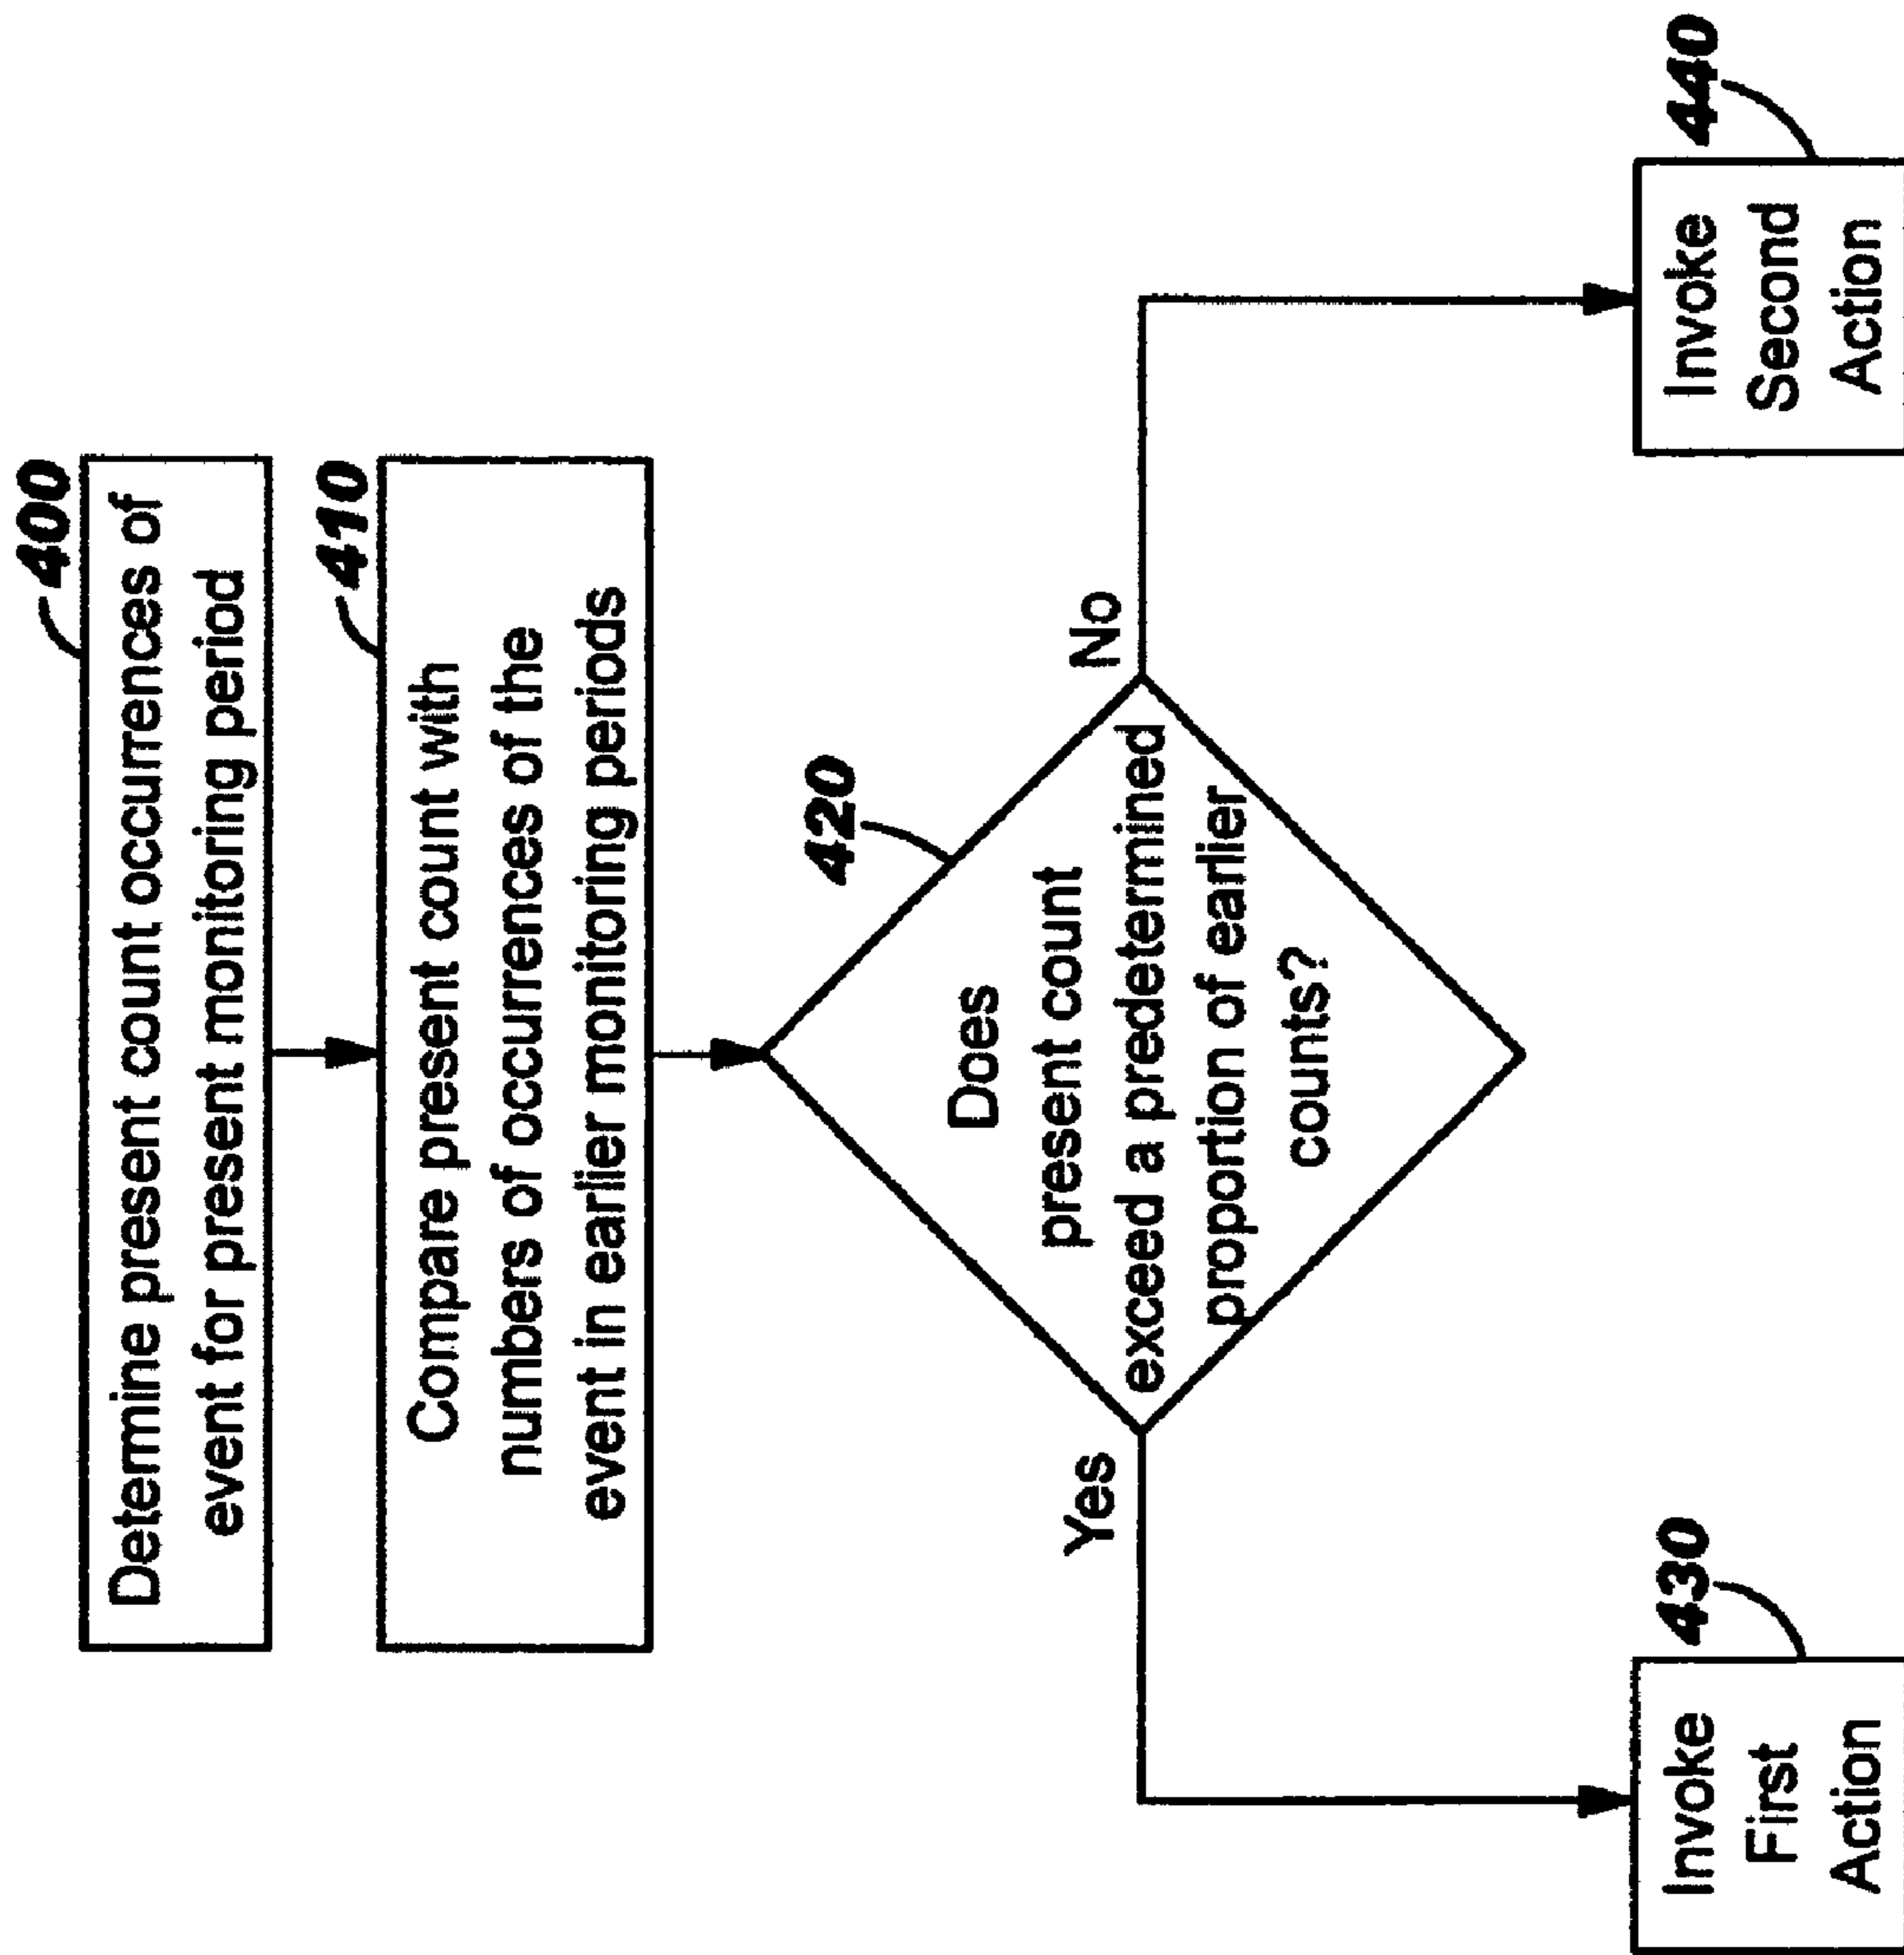 400
Determine present count occurrences of
event for present monitoring period
410
Compare present count with
numbers of occurrences of the
event in earlier monitoring periods
420
Does
present count
exceed a predetermined
proportion of earlier
counts?
Yes
No
430
Invoke
First
Action
440
Invoke
Second
Action